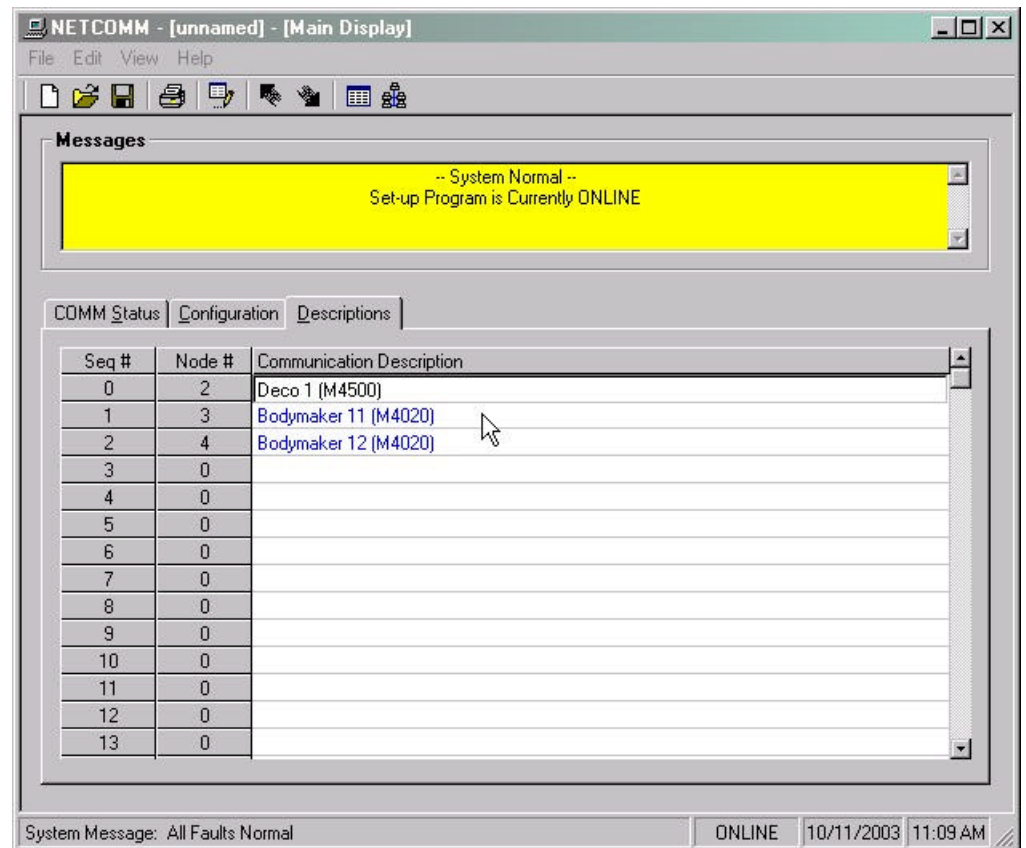 NETCOMM - [unnamed] - [Main Display]
File Edit View Help
Messages
-- System Normal --
Set-up Program is Currently ONLINE
COMM Status Configuration Descriptions
Seq # Node # Communication Description
0 2 Deco 1 (M4500)
1 3 Bodymaker 11 (M4020)
2 4 Bodymaker 12 (M4020)
3 0
4 0
5 0
6 0
7 0
8 0
9 0
10 0
11 0
12 0
13 0
System Message: All Faults Normal ONLINE 10/11/2003 11:09 AM